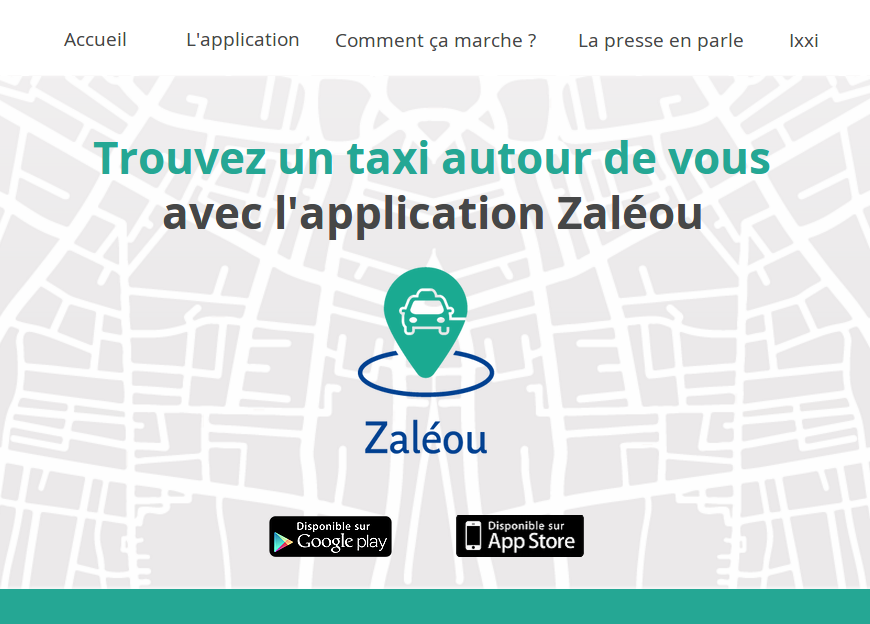 Accueil
L'application
Comment ça marche ?
La presse en parle
Ixxi
Trouvez un taxi autour de vous
avec l'application Zaléou
Zaléou
Disponible sur
Google play
Disponible sur
App Store